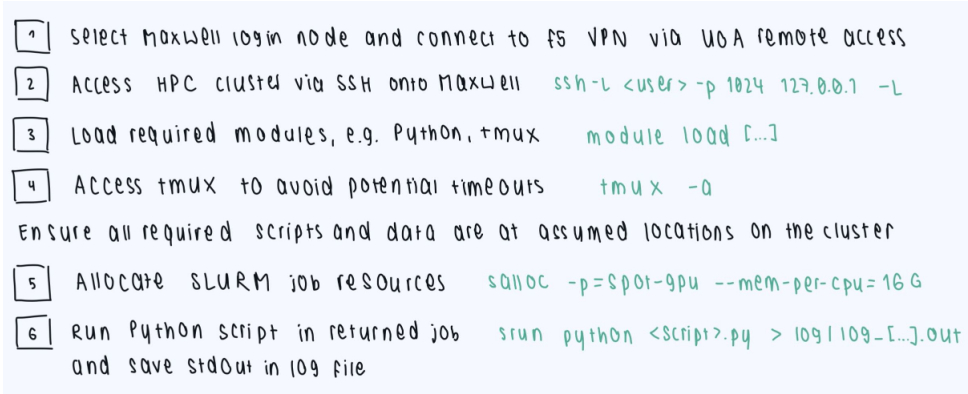 1 Select Maxwell login node and connect to f5 VPN via UOA remote access
2 Access HPC cluster via SSH onto Maxwell ssh -L <user> -p 1024 127.0.0.1 -L
3 Load required modules, e.g. Python, tmux module load [...]
4 Access tmux to avoid potential timeouts tmux -a
Ensure all required scripts and data are at assumed locations on the cluster
5 Allocate SLURM job resources salloc -p=spot-gpu --mem-per-cpu=16G
6 Run Python script in returned job srun python <script>.py > log/log_[...].out
and save stdout in log file